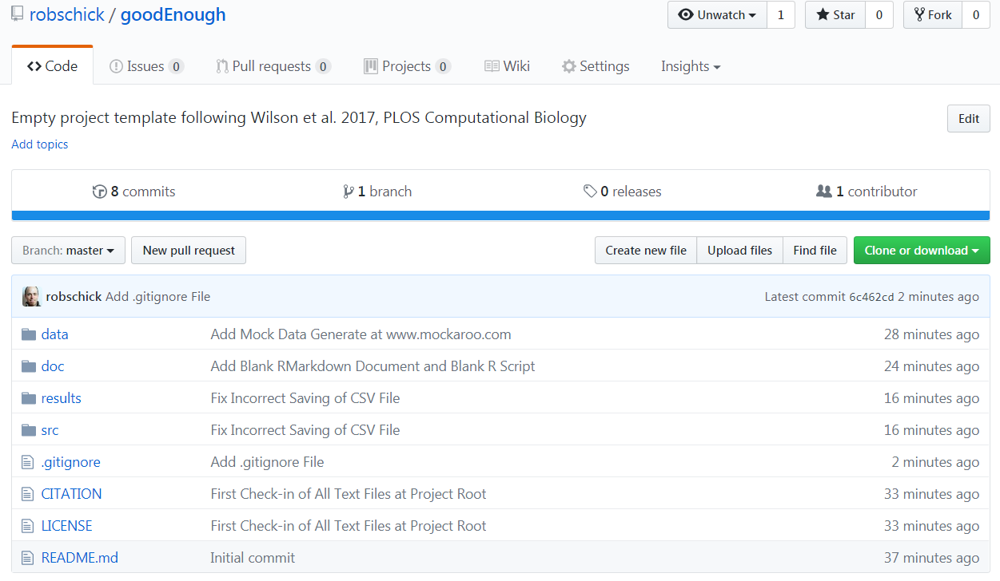 robschick / goodEnough Unwatch 1 Star 0 Fork 0
Code Issues 0 Pull requests 0 Projects 0 Wiki Settings Insights
Empty project template following Wilson et al. 2017, PLOS Computational Biology Edit
Add topics
8 commits 1 branch 0 releases 1 contributor
Branch: master New pull request Create new file Upload files Find file Clone or download
robschick Add .gitignore File Latest commit 6c462cd 2 minutes ago
data Add Mock Data Generate at www.mockaroo.com 28 minutes ago
doc Add Blank RMarkdown Document and Blank R Script 24 minutes ago
results Fix Incorrect Saving of CSV File 16 minutes ago
src Fix Incorrect Saving of CSV File 16 minutes ago
.gitignore Add .gitignore File 2 minutes ago
CITATION First Check-in of All Text Files at Project Root 33 minutes ago
LICENSE First Check-in of All Text Files at Project Root 33 minutes ago
README.md Initial commit 37 minutes ago